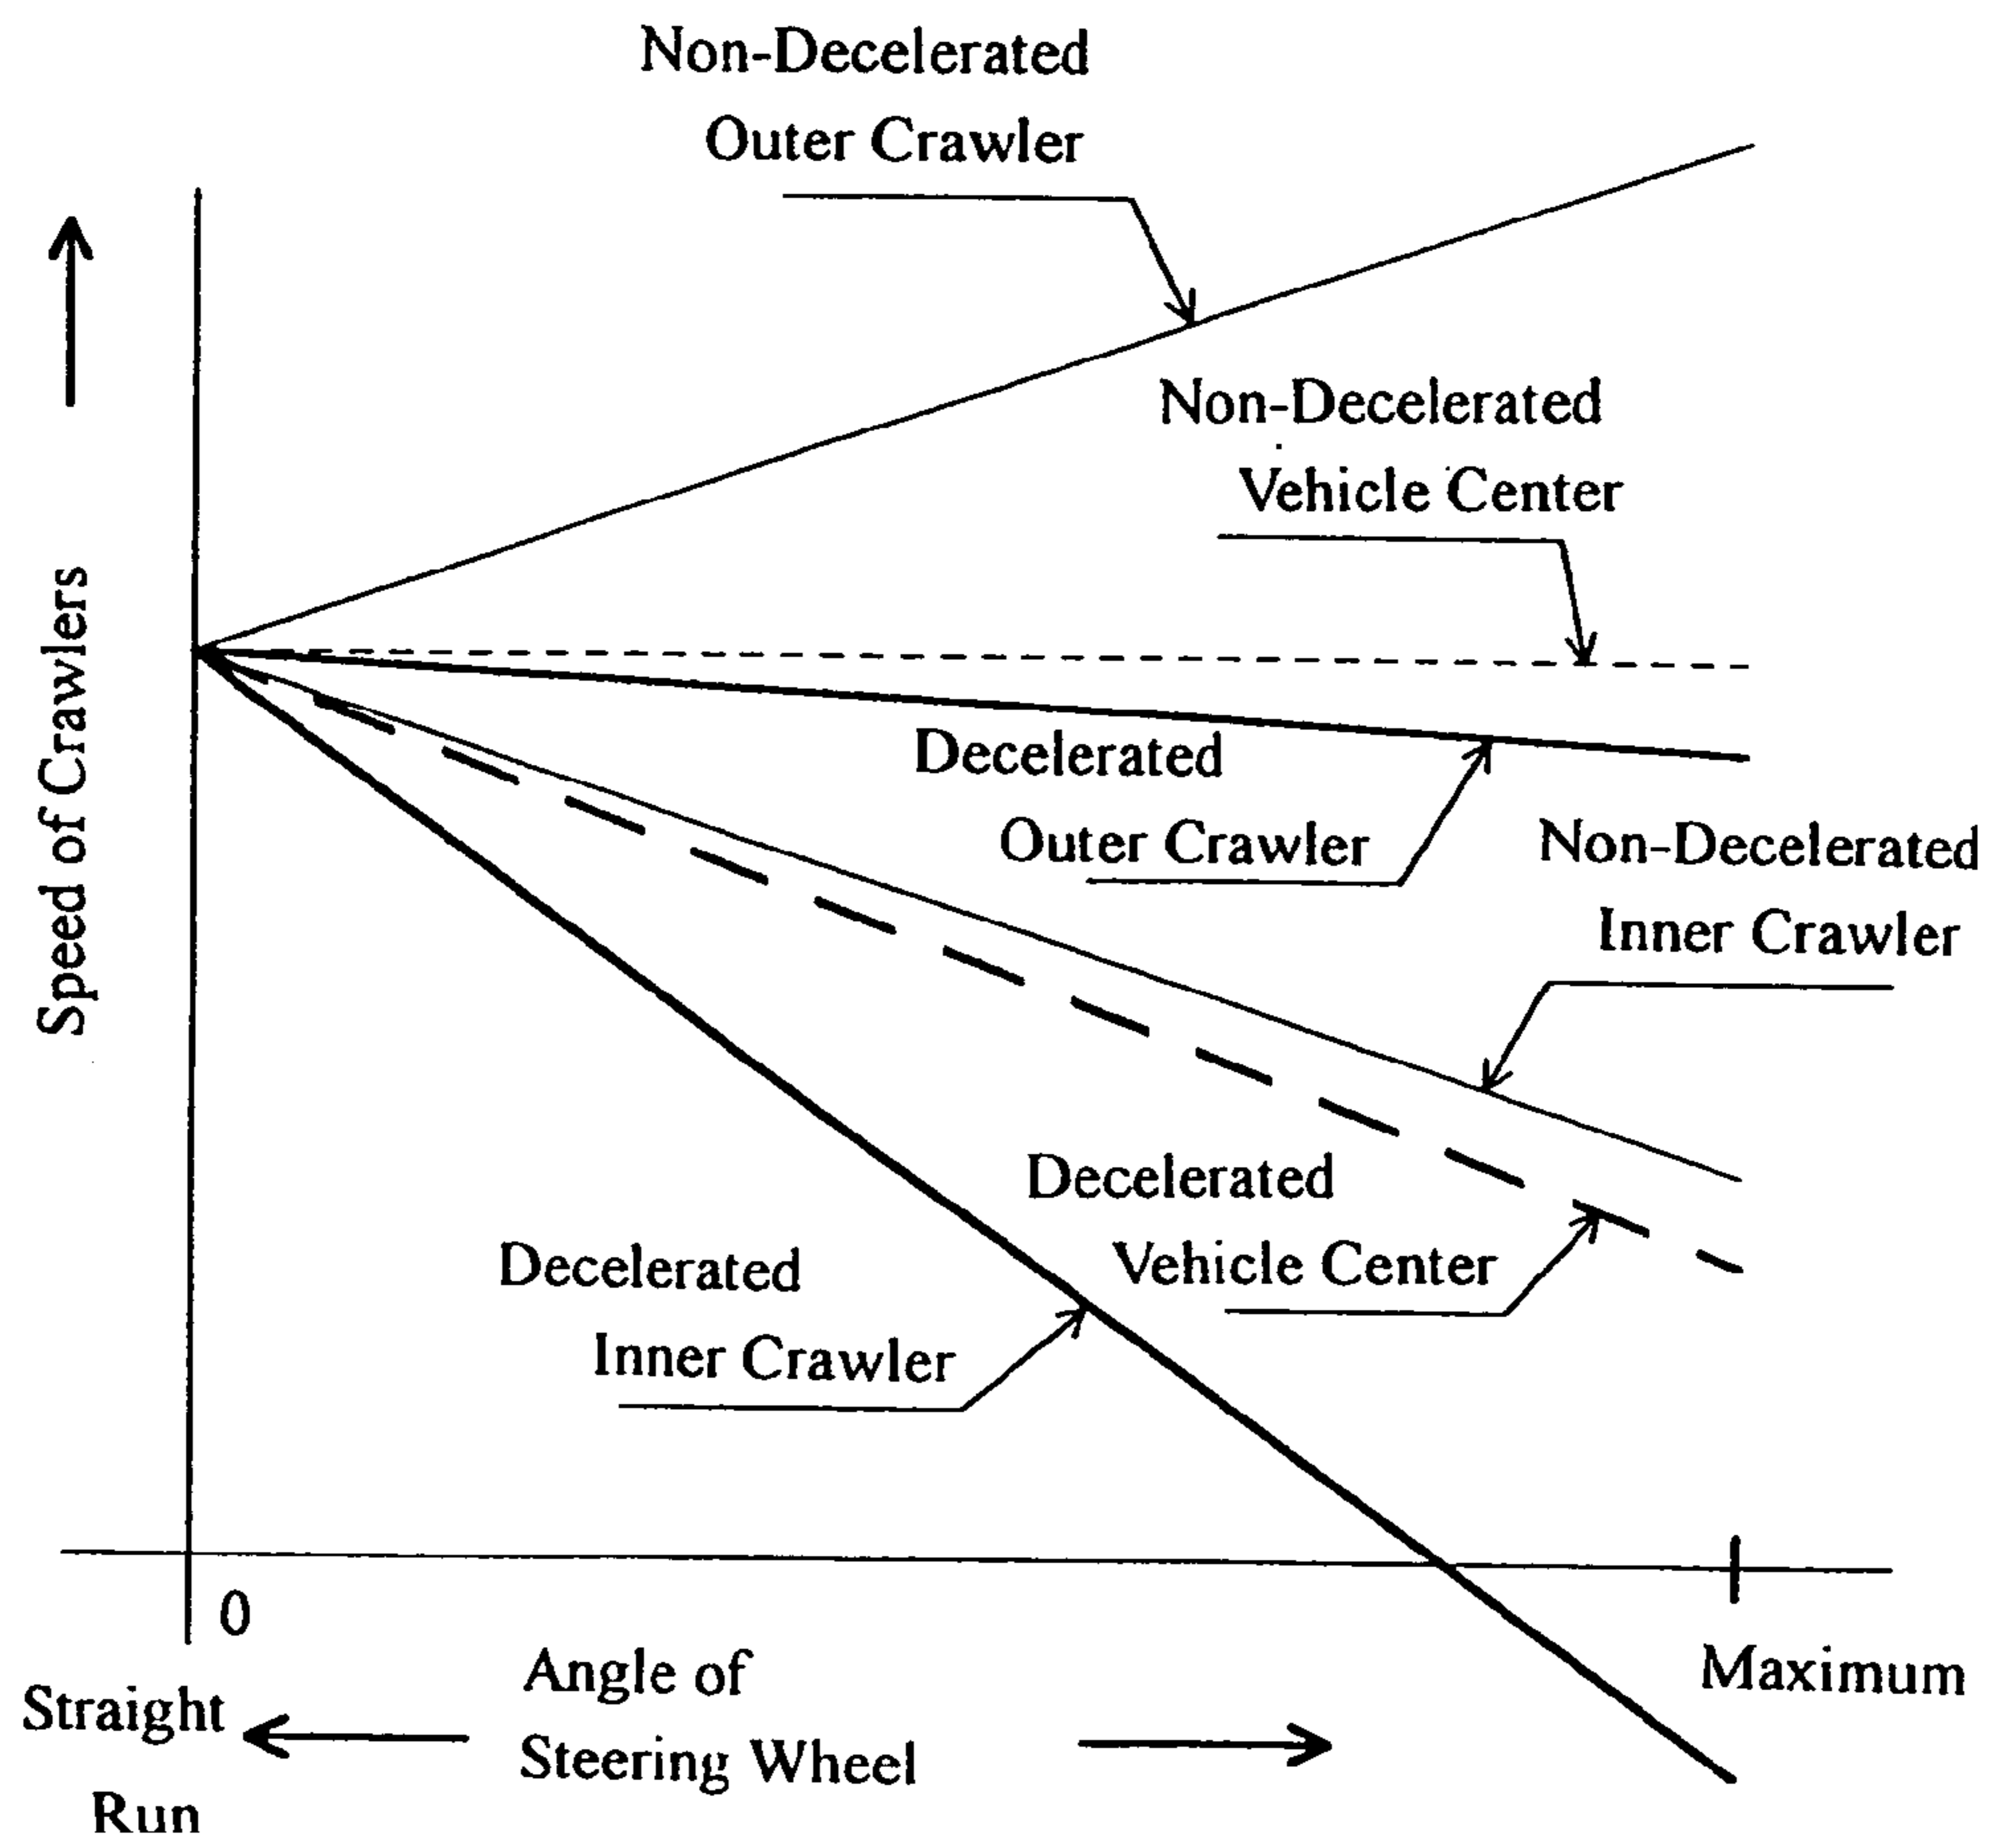 Non-Decelerated
Outer Crawler
Non-Decelerated
Vehicle Center
Speed of Crawlers
Decelerated
Outer Crawler
Non-Decelerated
Inner Crawler
Decelerated
Vehicle Center
Decelerated
Inner Crawler
0
Maximum
Straight
Run
Angle of
Steering Wheel